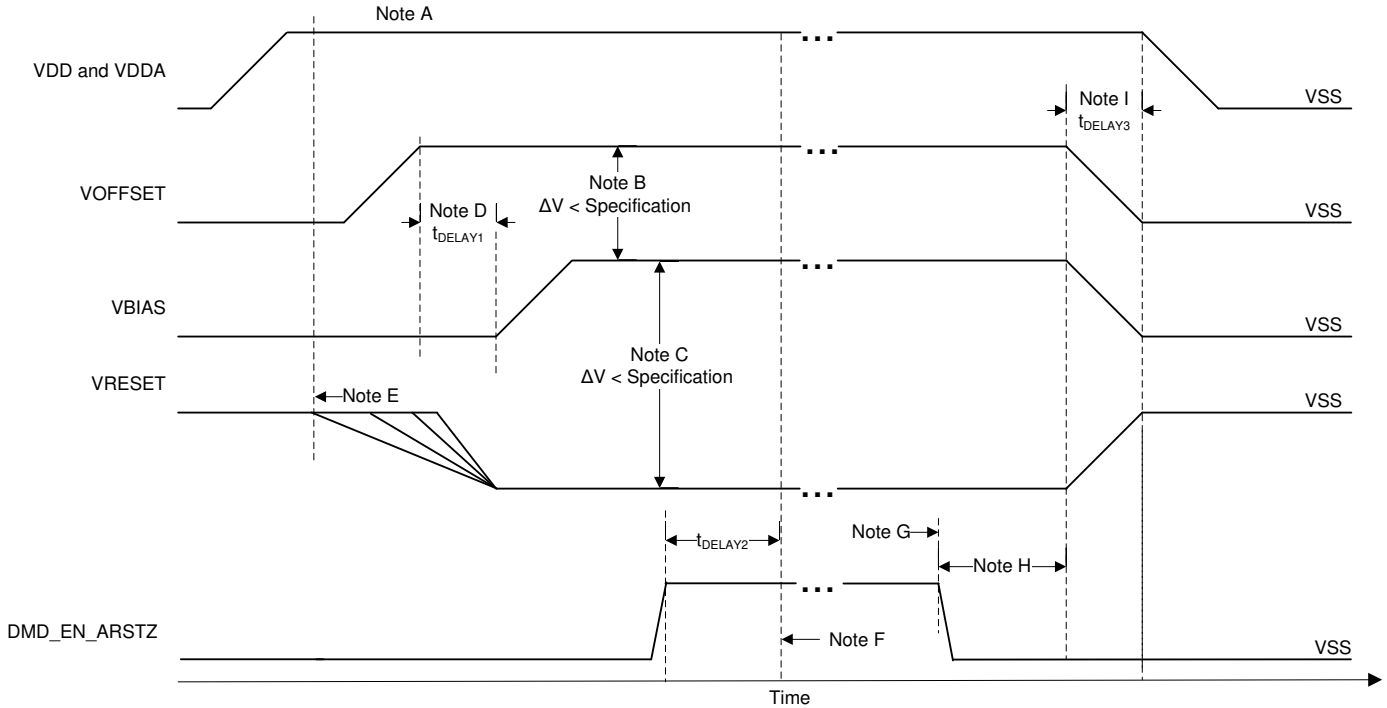 Note A
VDD and VDDA
VSS
Note I
tDELAY3
VOFFSET
Note B
ΔV < Specification
Note D
tDELAY1
VSS
VBIAS
VSS
Note C
ΔV < Specification
VRESET
Note E
VSS
tDELAY2
Note G
Note H
DMD_EN_ARSTZ
Note F
VSS
Time